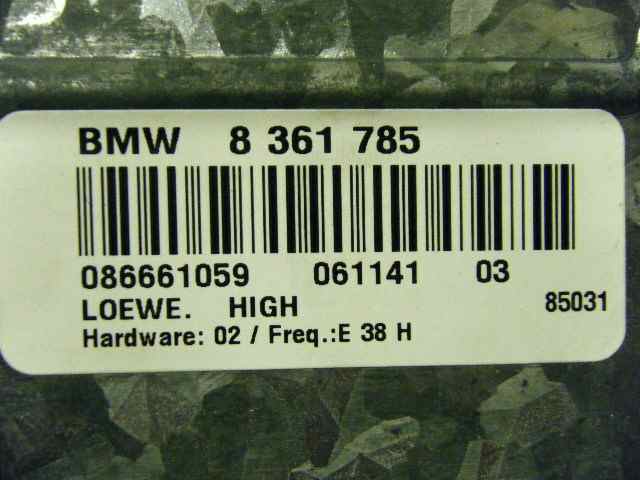 BMW 8 361 785
086661059 061141 03
LOEWE. HIGH 85031
Hardware: 02 / Freq.:E 38 H